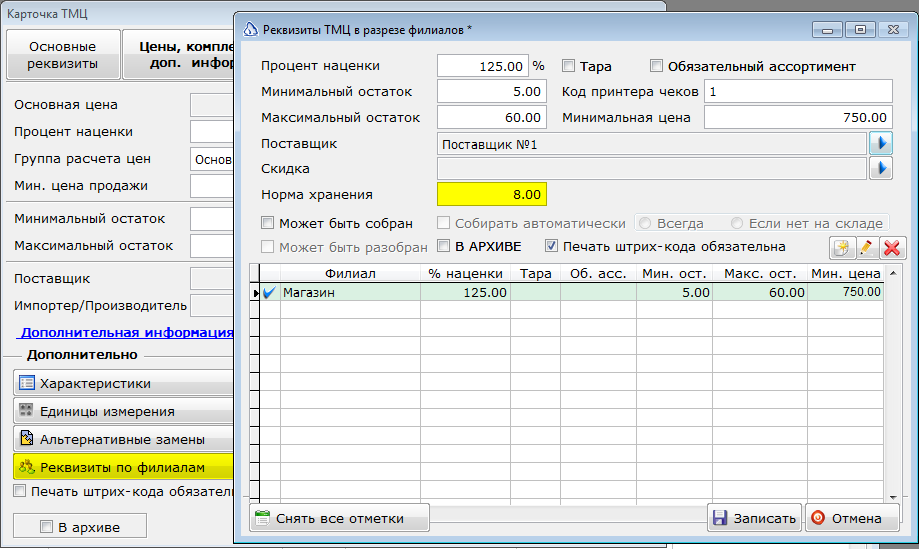 Карточка ТМЦ
Основные
реквизиты
Цены, компле
доп. инфор
Основная цена
Процент наценки
Группа расчета цен
Основ
Мин. цена продажи
Минимальный остаток
Максимальный остаток
Поставщик
Импортер/Производитель
Дополнительная информация
Дополнительно
Характеристики
Единицы измерения
Альтернативные замены
Реквизиты по филиалам
Печать штрих-кода обязатель
В архиве
Реквизиты ТМЦ в разрезе филиалов *
Процент наценки 125.00 % Тара Обязательный ассортимент
Минимальный остаток 5.00 Код принтера чеков 1
Максимальный остаток 60.00 Минимальная цена 750.00
Поставщик Поставщик №1
Скидка
Норма хранения 8.00
Может быть собран Собирать автоматически Всегда Если нет на складе
Может быть разобран В АРХИВЕ Печать штрих-кода обязательна
Филиал % наценки Тара Об. асс. Мин. ост. Макс. ост. Мин. цена
Магазин 125.00 5.00 60.00 750.00
Снять все отметки Записать Отмена